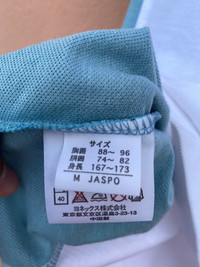 サイズ
胸囲 88～ 96
胴囲 74～ 82
身長 167～173
M JASPO
40
ヨネックス株式会社
東京都文京区湯島3-23-13
中国製